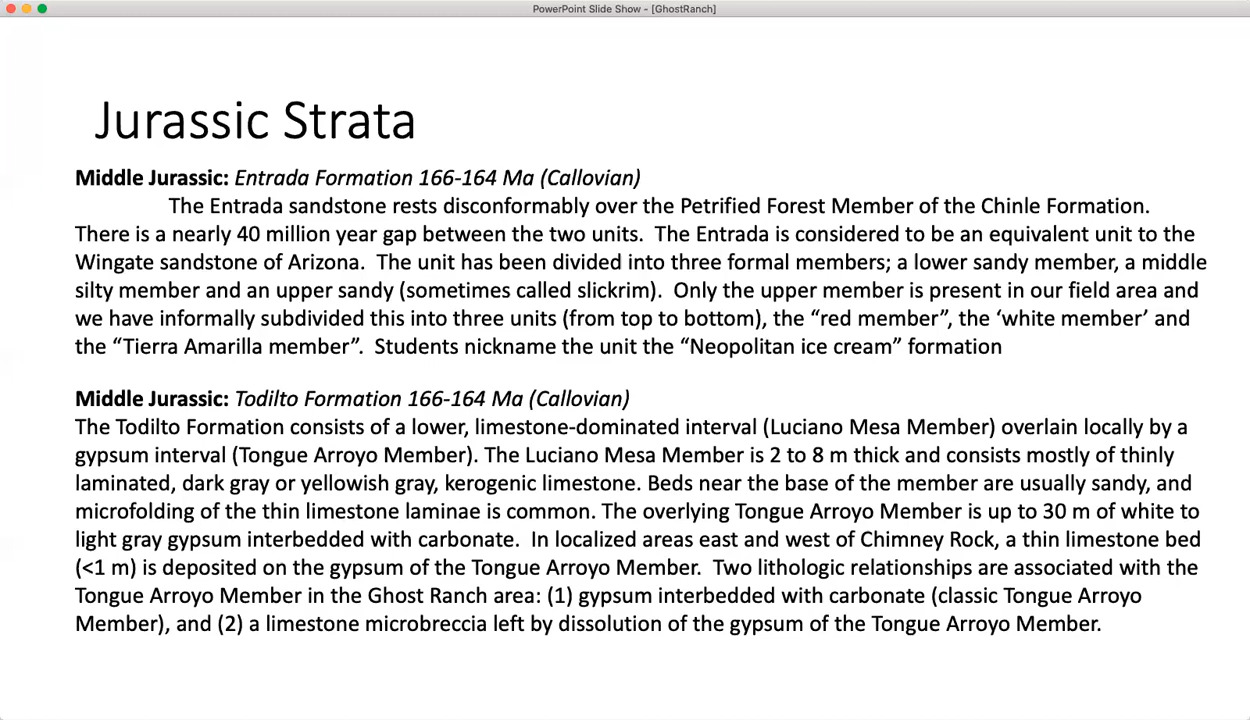 PowerPoint Slide Show - [GhostRanch]
Jurassic Strata
Middle Jurassic: Entrada Formation 166-164 Ma (Callovian)
The Entrada sandstone rests disconformably over the Petrified Forest Member of the Chinle Formation.
There is a nearly 40 million year gap between the two units.  The Entrada is considered to be an equivalent unit to the
Wingate sandstone of Arizona.  The unit has been divided into three formal members; a lower sandy member, a middle
silty member and an upper sandy (sometimes called slickrim).  Only the upper member is present in our field area and
we have informally subdivided this into three units (from top to bottom), the “red member”, the ‘white member’ and
the “Tierra Amarilla member”.  Students nickname the unit the “Neopolitan ice cream” formation
Middle Jurassic: Todilto Formation 166-164 Ma (Callovian)
The Todilto Formation consists of a lower, limestone-dominated interval (Luciano Mesa Member) overlain locally by a
gypsum interval (Tongue Arroyo Member). The Luciano Mesa Member is 2 to 8 m thick and consists mostly of thinly
laminated, dark gray or yellowish gray, kerogenic limestone. Beds near the base of the member are usually sandy, and
microfolding of the thin limestone laminae is common. The overlying Tongue Arroyo Member is up to 30 m of white to
light gray gypsum interbedded with carbonate.  In localized areas east and west of Chimney Rock, a thin limestone bed
(<1 m) is deposited on the gypsum of the Tongue Arroyo Member.  Two lithologic relationships are associated with the
Tongue Arroyo Member in the Ghost Ranch area: (1) gypsum interbedded with carbonate (classic Tongue Arroyo
Member), and (2) a limestone microbreccia left by dissolution of the gypsum of the Tongue Arroyo Member.